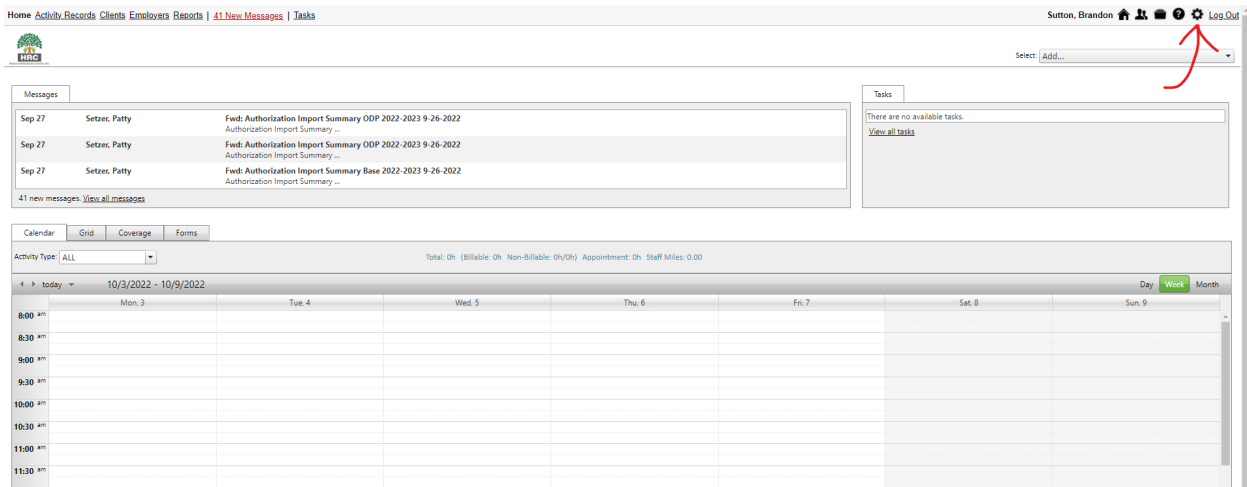 Home Activity Records Clients Employers Reports | 41 New Messages | Tasks
Sutton, Brandon Log Out
HRC
Select: Add...
Messages
Sep 27 Setzer, Patty Fwd: Authorization Import Summary ODP 2022-2023 9-26-2022
Authorization Import Summary ...
Sep 27 Setzer, Patty Fwd: Authorization Import Summary ODP 2022-2023 9-26-2022
Authorization Import Summary ...
Sep 27 Setzer, Patty Fwd: Authorization Import Summary Base 2022-2023 9-26-2022
Authorization Import Summary ...
41 new messages. View all messages
Tasks
There are no available tasks.
View all tasks
Calendar Grid Coverage Forms
Activity Type: ALL
Total: 0h (Billable: 0h Non-Billable: 0h/0h) Appointment: 0h Staff Miles: 0.00
today 10/3/2022 - 10/9/2022 Day Week Month
Mon, 3 Tue, 4 Wed, 5 Thu, 6 Fri, 7 Sat, 8 Sun, 9
8:00 am
8:30 am
9:00 am
9:30 am
10:00 am
10:30 am
11:00 am
11:30 am